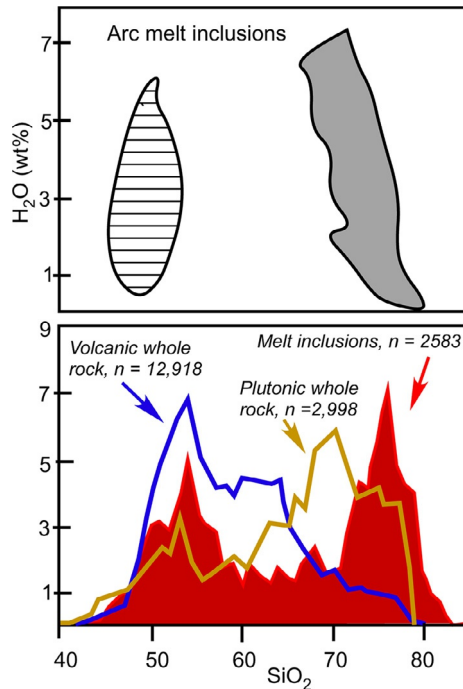 Arc melt inclusions
7
5
3
1
H₂O (wt%)
9
7
5
3
1
Volcanic whole
rock, n = 12,918
Melt inclusions, n = 2583
Plutonic whole
rock, n =2,998
40 50 60 70 80
SiO₂